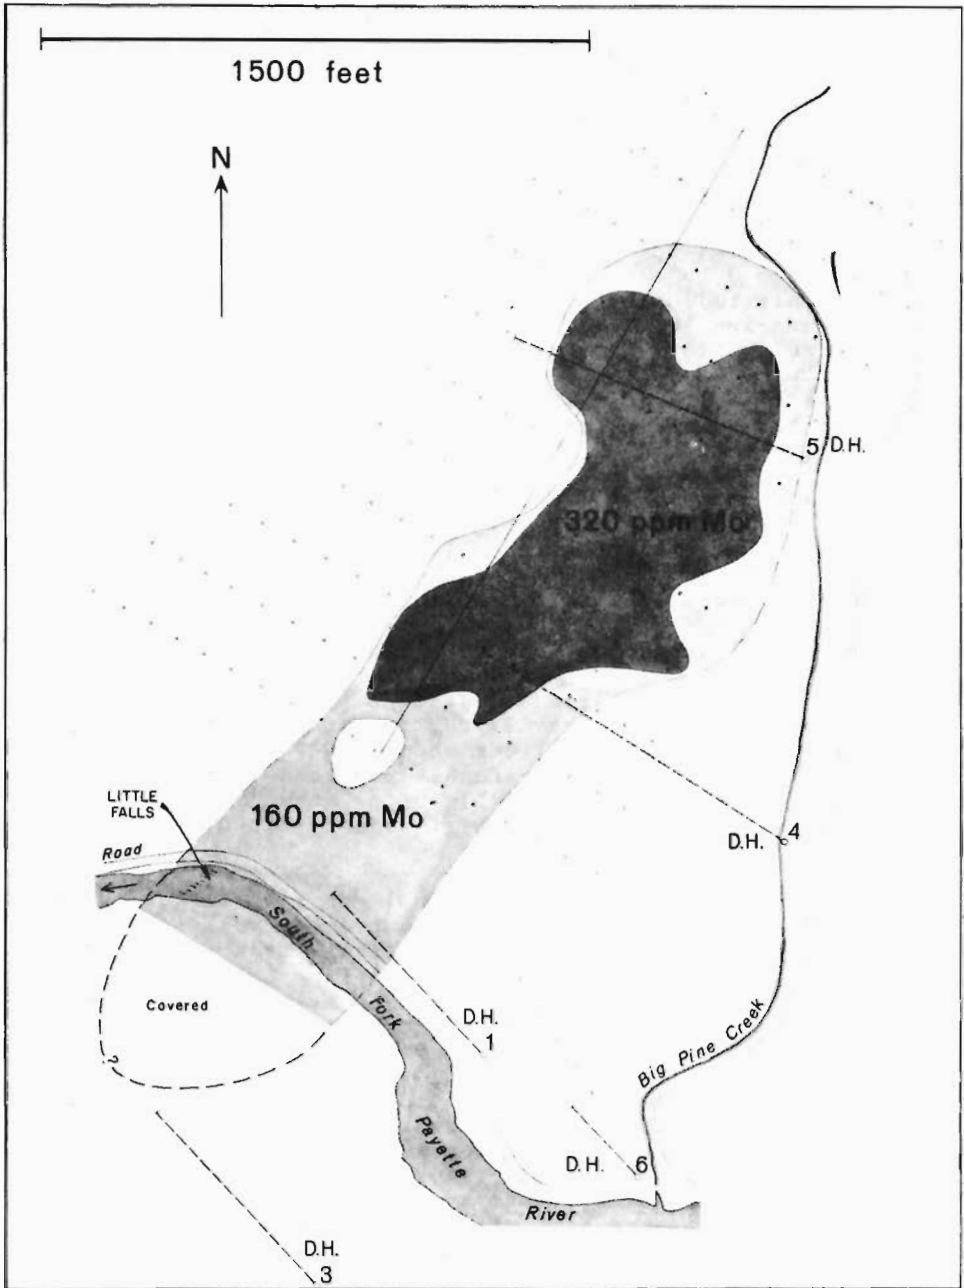 1500 feet
N
5 D.H.
320 ppm Mo
LITTLE
FALLS
160 ppm Mo
Road
D.H. 4
South
Fork
Covered
D.H.
1
?
Big Pine Creek
Payette
D.H. 6
River
D.H.
3